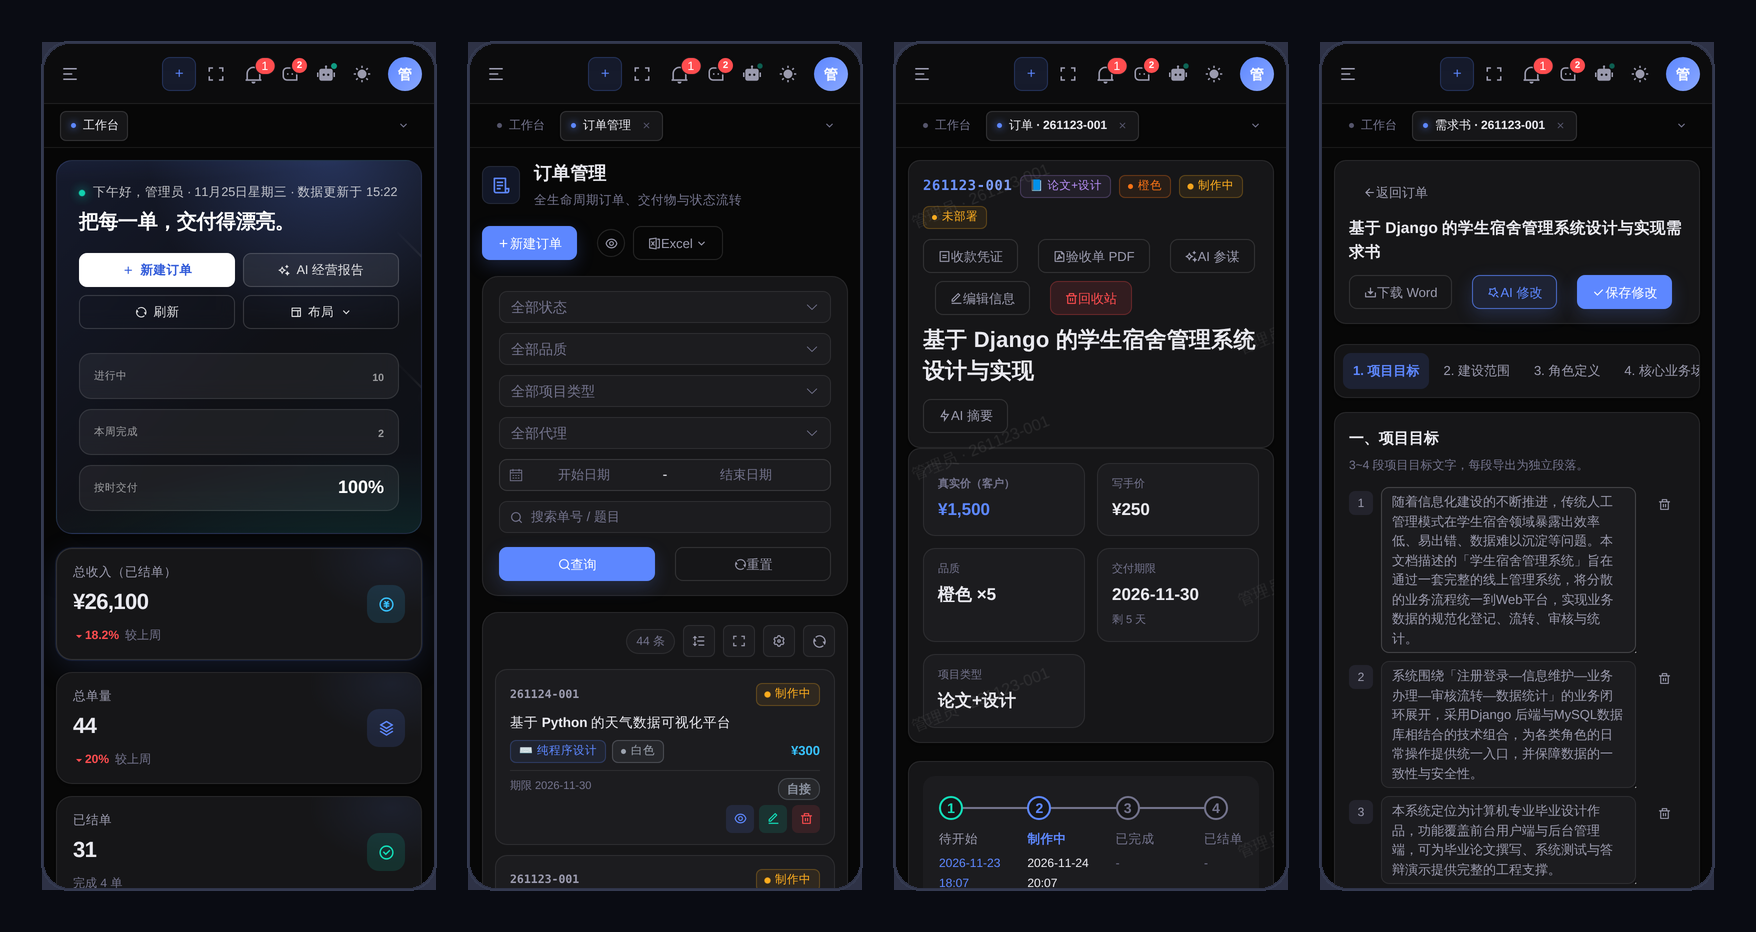 1
2
管
工作台
下午好，管理员 · 11月25日星期三 · 数据更新于 15:22
把每一单，交付得漂亮。
+ 新建订单
AI 经营报告
刷新
布局
进行中
10
本周完成
2
按时交付
100%
总收入（已结单）
¥26,100
18.2% 较上周
总单量
44
20% 较上周
已结单
31
完成 4 单
1
2
管
工作台
订单管理 ×
订单管理
全生命周期订单、交付物与状态流转
+新建订单
Excel
全部状态
全部品质
全部项目类型
全部代理
开始日期 - 结束日期
搜索单号 / 题目
查询
重置
44 条
261124-001
制作中
基于 Python 的天气数据可视化平台
纯程序设计
白色
¥300
期限 2026-11-30
自接
261123-001
制作中
1
2
管
工作台
订单 · 261123-001 ×
261123-001
论文+设计
橙色
制作中
未部署
收款凭证
验收单 PDF
AI 参谋
编辑信息
回收站
基于 Django 的学生宿舍管理系统
设计与实现
AI 摘要
管理员 · 261123-001
真实价（客户）
¥1,500
写手价
¥250
品质
橙色 ×5
交付期限
2026-11-30
剩 5 天
项目类型
论文+设计
1
2
3
4
待开始
制作中
已完成
已结单
2026-11-23
18:07
2026-11-24
20:07
-
-
1
2
管
工作台
需求书 · 261123-001 ×
返回订单
基于 Django 的学生宿舍管理系统设计与实现需
求书
下载 Word
AI 修改
保存修改
1. 项目目标
2. 建设范围
3. 角色定义
4. 核心业务场
一、项目目标
3~4 段项目目标文字，每段导出为独立段落。
1
随着信息化建设的不断推进，传统人工
管理模式在学生宿舍领域暴露出效率
低、易出错、数据难以沉淀等问题。本
文档描述的「学生宿舍管理系统」旨在
通过一套完整的线上管理系统，将分散
的业务流程统一到Web平台，实现业务
数据的规范化登记、流转、审核与统
计。
2
系统围绕「注册登录—信息维护—业务
办理—审核流转—数据统计」的业务闭
环展开，采用Django 后端与MySQL数据
库相结合的技术组合，为各类角色的日
常操作提供统一入口，并保障数据的一
致性与安全性。
3
本系统定位为计算机专业毕业设计作
品，功能覆盖前台用户端与后台管理
端，可为毕业论文撰写、系统测试与答
辩演示提供完整的工程支撑。